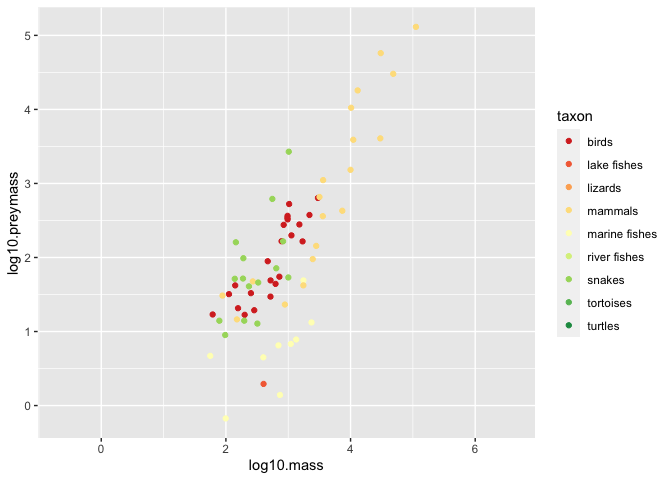 5
4
3
2
1
0
log10.preymass
0 2 4 6
log10.mass
taxon
birds
lake fishes
lizards
mammals
marine fishes
river fishes
snakes
tortoises
turtles